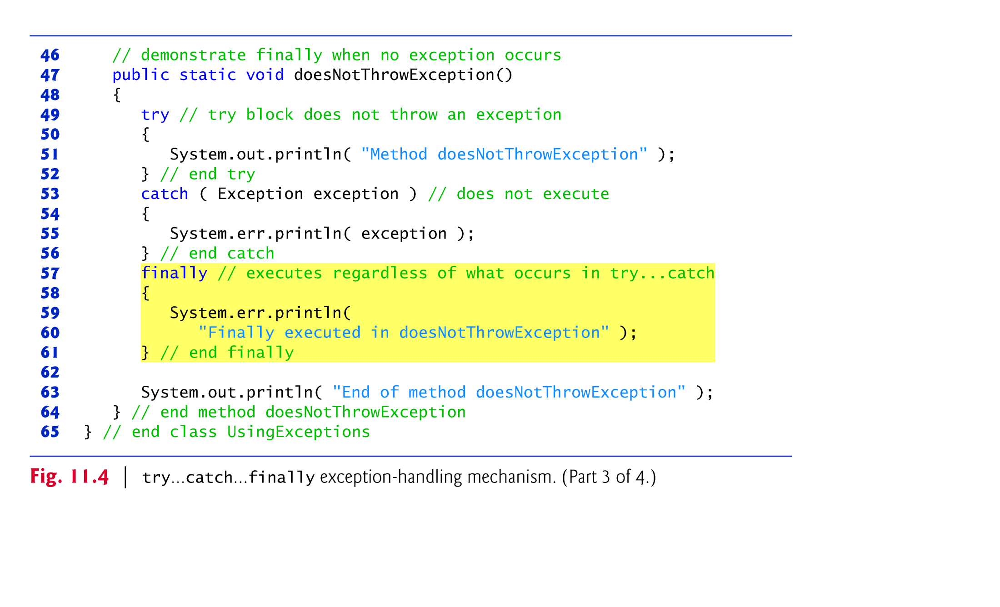 46 // demonstrate finally when no exception occurs
47 public static void doesNotThrowException()
48 {
49 try // try block does not throw an exception
50 {
51 System.out.println( "Method doesNotThrowException" );
52 } // end try
53 catch ( Exception exception ) // does not execute
54 {
55 System.err.println( exception );
56 } // end catch
57 finally // executes regardless of what occurs in try...catch
58 {
59 System.err.println(
60 "Finally executed in doesNotThrowException" );
61 } // end finally
62
63 System.out.println( "End of method doesNotThrowException" );
64 } // end method doesNotThrowException
65 } // end class UsingExceptions
Fig. 11.4 | try...catch...finally exception-handling mechanism. (Part 3 of 4.)